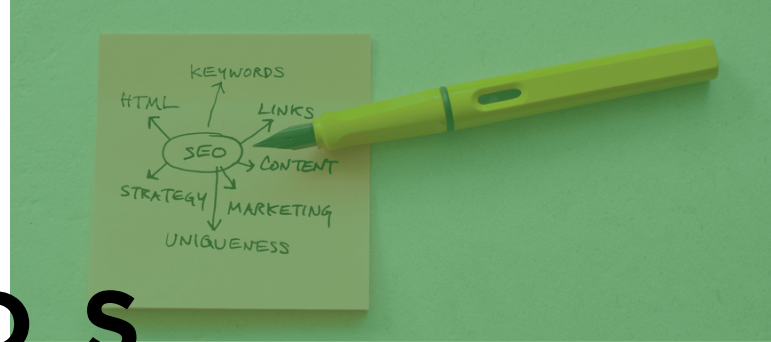 KEYWORDS
HTML
LINKS
SEO
CONTENT
STRATEGY
MARKETING
UNIQUENESS
S